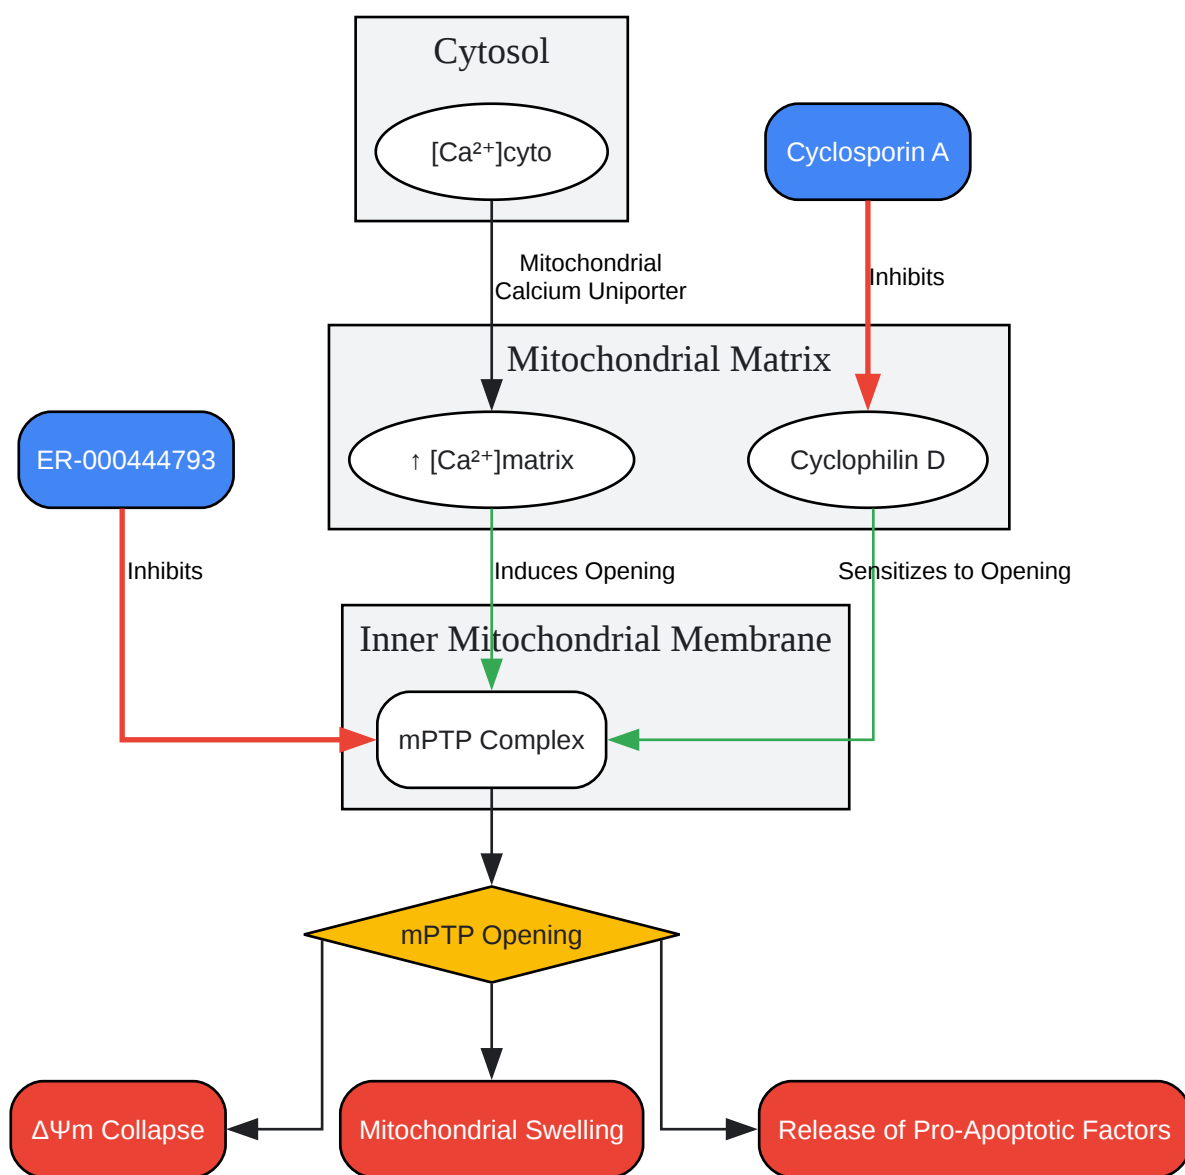 Cytosol
[Ca²⁺]cyto
Cyclosporin A
Mitochondrial
Calcium Uniporter
Inhibits
Mitochondrial Matrix
ER-000444793
↑ [Ca²⁺]matrix
Cyclophilin D
Inhibits
Induces Opening
Sensitizes to Opening
Inner Mitochondrial Membrane
mPTP Complex
mPTP Opening
ΔΨm Collapse
Mitochondrial Swelling
Release of Pro-Apoptotic Factors